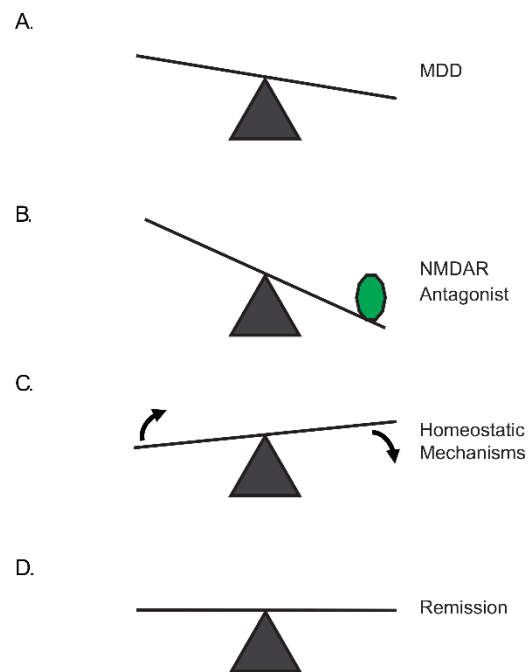 A.
MDD
B.
NMDAR
Antagonist
C.
Homeostatic
Mechanisms
D.
Remission